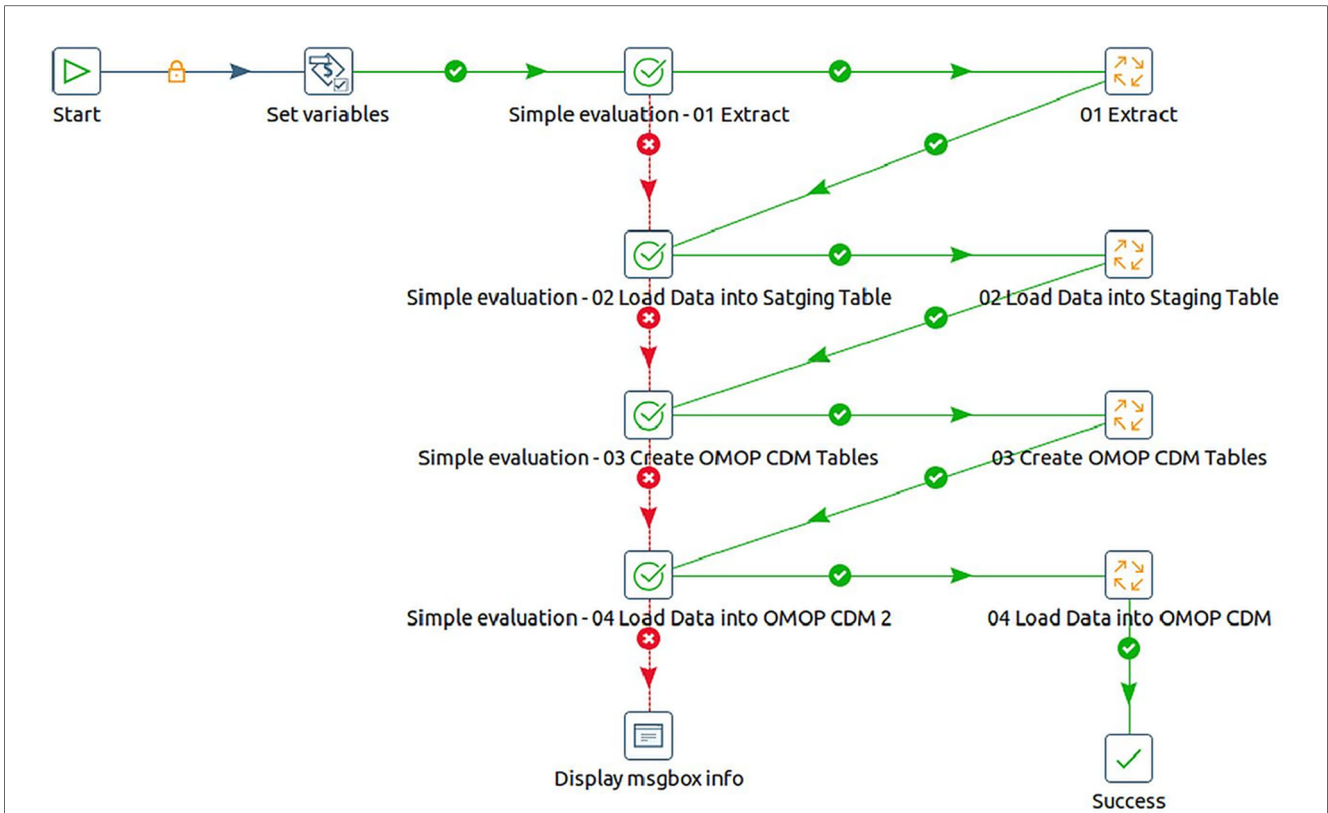 Start
Set variables
Simple evaluation - 01 Extract
01 Extract
Simple evaluation - 02 Load Data into Satging Table
02 Load Data into Staging Table
Simple evaluation - 03 Create OMOP CDM Tables
03 Create OMOP CDM Tables
Simple evaluation - 04 Load Data into OMOP CDM 2
04 Load Data into OMOP CDM
Display msgbox info
Success